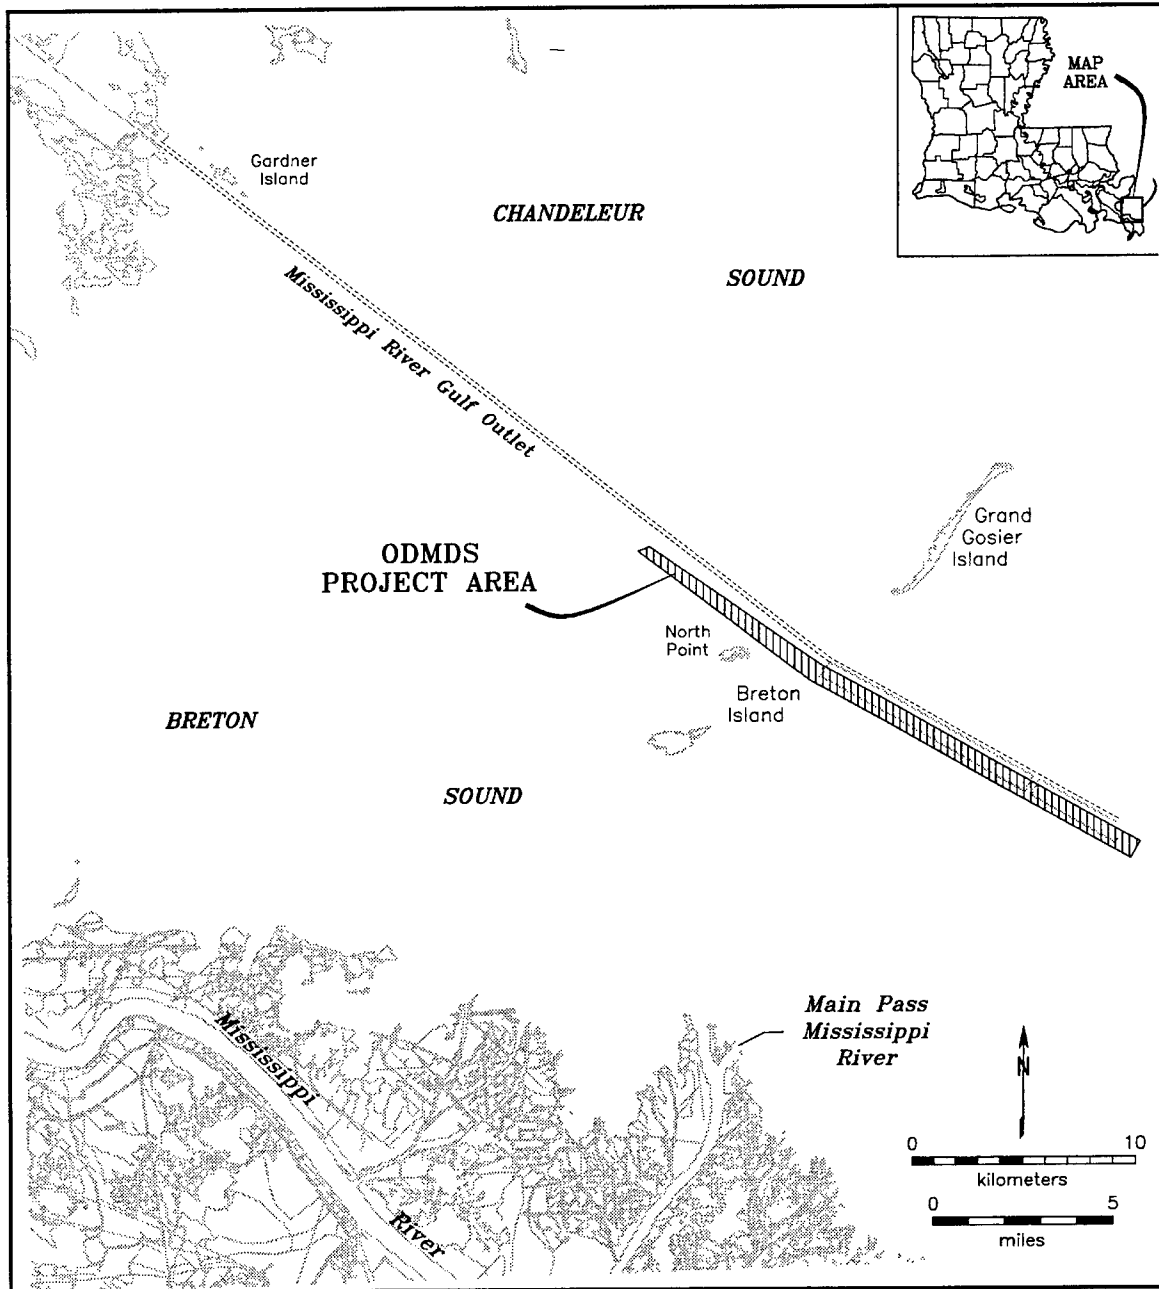 MAP
AREA
Gardner
Island
CHANDELEUR
SOUND
Mississippi River Gulf Outlet
Grand
Gosier
Island
ODMDS
PROJECT AREA
North
Point
Breton
Island
BRETON
SOUND
Main Pass
Mississippi
River
Mississippi
River
N
0 10
kilometers
0 5
miles